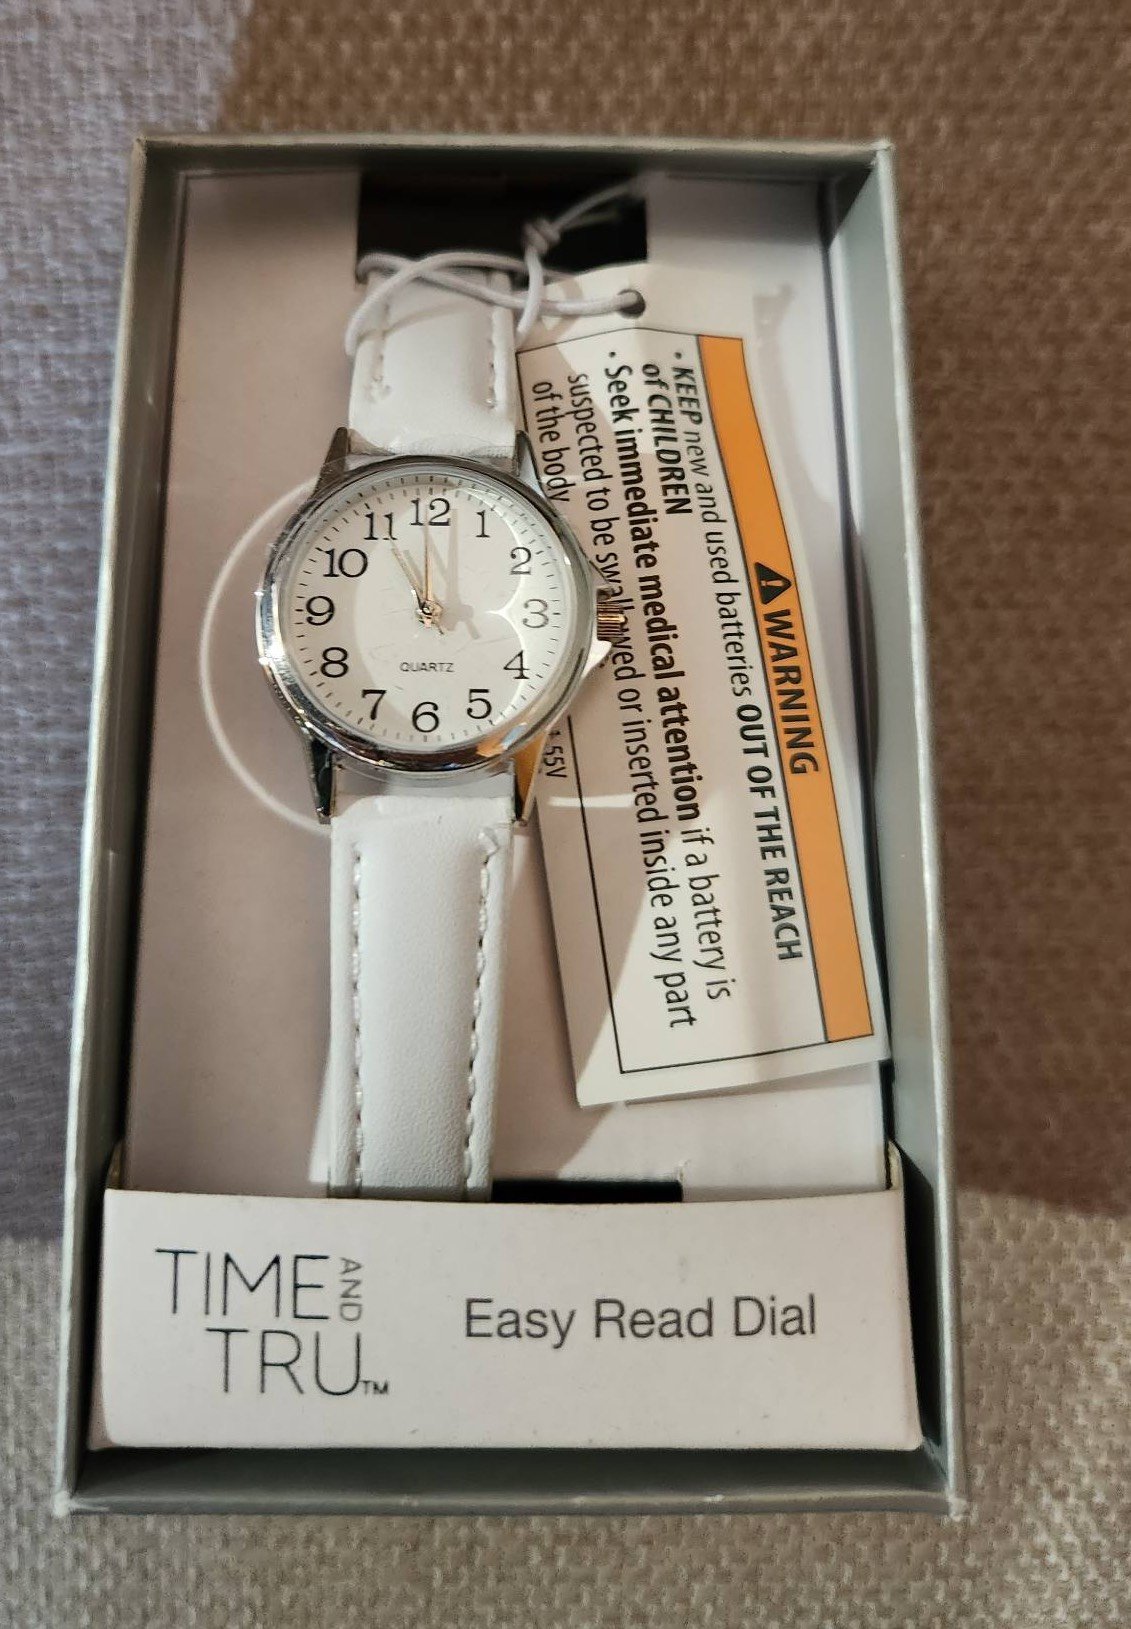 12
1
2
3
4
5
6
7
8
9
10
11
QUARTZ
⚠ WARNING
• KEEP new and used batteries OUT OF THE REACH
of CHILDREN
• Seek immediate medical attention if a battery is
suspected to be swallowed or inserted inside any part
of the body
55V
TIME AND
TRU™
Easy Read Dial